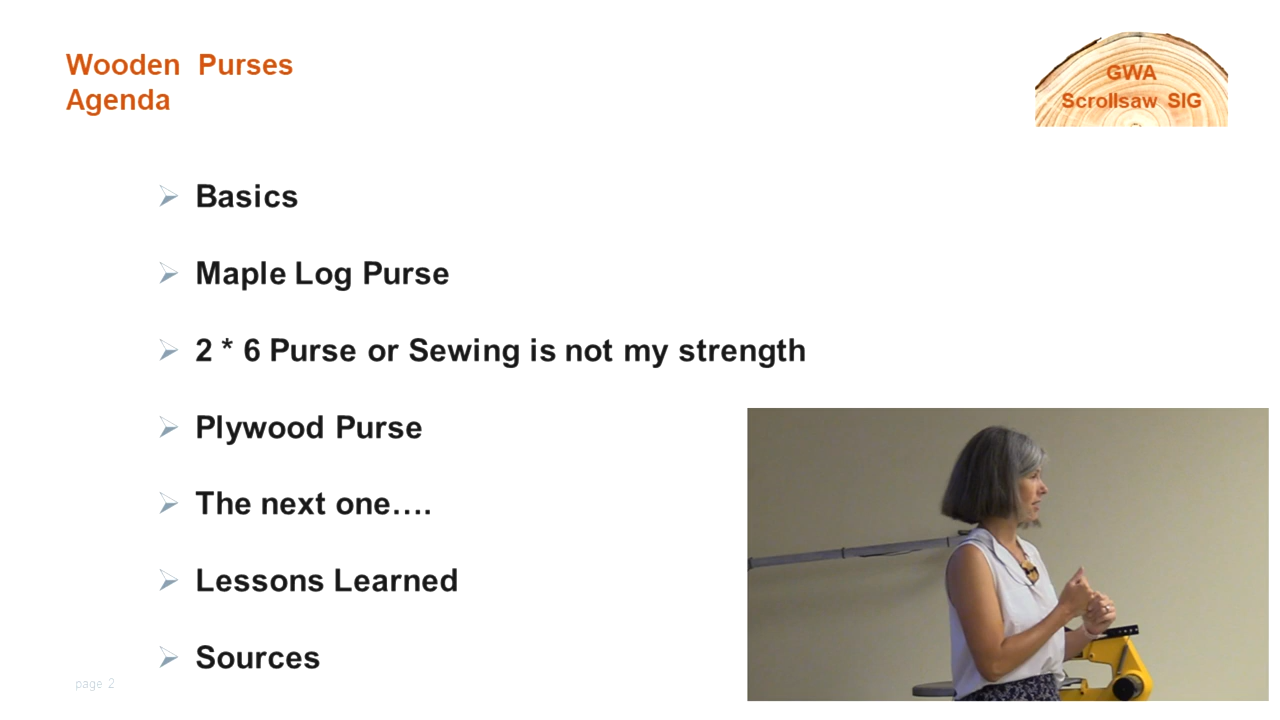 Wooden Purses
Agenda
GWA
Scrollsaw SIG
Basics
Maple Log Purse
2 * 6 Purse or Sewing is not my strength
Plywood Purse
The next one....
Lessons Learned
Sources
page 2